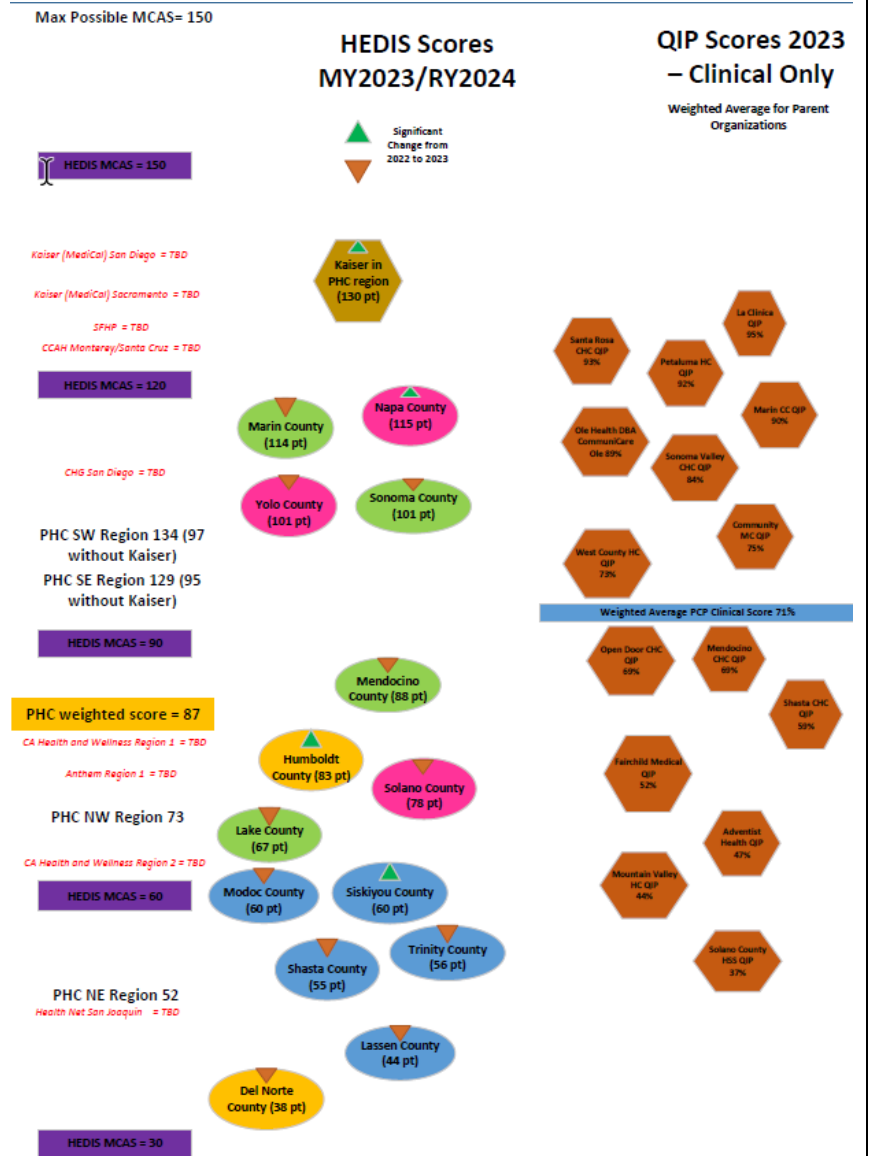 Max Possible MCAS= 150
HEDIS Scores
MY2023/RY2024
QIP Scores 2023
– Clinical Only
Weighted Average for Parent
Organizations
Significant
Change from
2022 to 2023
HEDIS MCAS = 150
Kaiser (MediCal) San Diego = TBD
Kaiser (MediCal) Sacramento = TBD
SFHP = TBD
CCAH Monterey/Santa Cruz = TBD
HEDIS MCAS = 120
CHG San Diego = TBD
PHC SW Region 134 (97
without Kaiser)
PHC SE Region 129 (95
without Kaiser)
HEDIS MCAS = 90
PHC weighted score = 87
CA Health and Wellness Region 1 = TBD
Anthem Region 1 = TBD
PHC NW Region 73
CA Health and Wellness Region 2 = TBD
HEDIS MCAS = 60
PHC NE Region 52
Health Net San Joaquin = TBD
HEDIS MCAS = 30
Kaiser in
PHC region
(130 pt)
Marin County
(114 pt)
Napa County
(115 pt)
Yolo County
(101 pt)
Sonoma County
(101 pt)
Mendocino
County (88 pt)
Humboldt
County (83 pt)
Solano County
(78 pt)
Lake County
(67 pt)
Modoc County
(60 pt)
Siskiyou County
(60 pt)
Trinity County
(56 pt)
Shasta County
(55 pt)
Lassen County
(44 pt)
Del Norte
County (38 pt)
La Clinica
QIP
95%
Santa Rosa
CHC QIP
93%
Petaluma HC
QIP
92%
Marin CC QIP
90%
Ole Health DBA
CommuniCare
Ole 89%
Sonoma Valley
CHC QIP
84%
Community
MC QIP
75%
West County HC
QIP
73%
Weighted Average PCP Clinical Score 71%
Open Door CHC
QIP
69%
Mendocino
CHC QIP
69%
Shasta CHC
QIP
59%
Fairchild Medical
QIP
52%
Adventist
Health QIP
47%
Mountain Valley
HC QIP
44%
Solano County
HSS QIP
37%